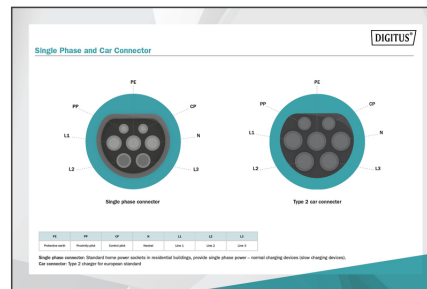 DIGITUS®
Single Phase and Car Connector
PE PE
PP CP PP CP
L1 N L1 N
L2 L3 L2 L3
Single phase connector Type 2 car connector
PE PP CP N L1 L2 L3
Protective earth Proximity pilot Control pilot Neutral Line 1 Line 2 Line 3
Single phase connector: Standard home power sockets in residential buildings, provide single phase power – normal charging devices (slow charging devices).
Car connector: Type 2 charger for european standard